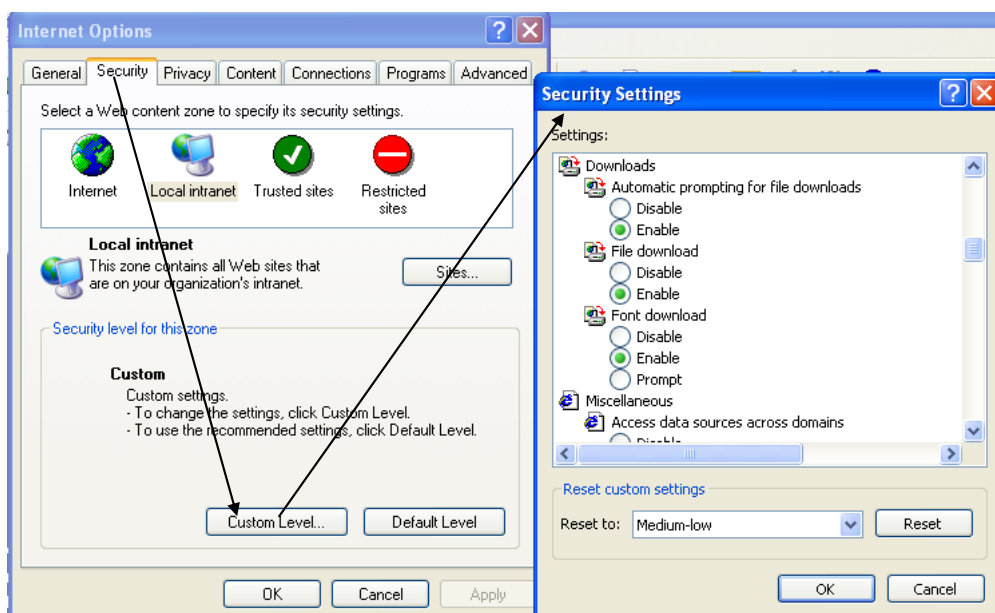 Internet Options
General Security Privacy Content Connections Programs Advanced
Select a Web content zone to specify its security settings.
Internet Local intranet Trusted sites Restricted sites
Local intranet
This zone contains all Web sites that
are on your organization's intranet.
Sites...
Security level for this zone
Custom
Custom settings.
- To change the settings, click Custom Level.
- To use the recommended settings, click Default Level.
Custom Level... Default Level
OK Cancel Apply
Security Settings
Settings:
Downloads
Automatic prompting for file downloads
Disable
Enable
File download
Disable
Enable
Font download
Disable
Enable
Prompt
Miscellaneous
Access data sources across domains
Disable
Reset custom settings
Reset to: Medium-low Reset
OK Cancel